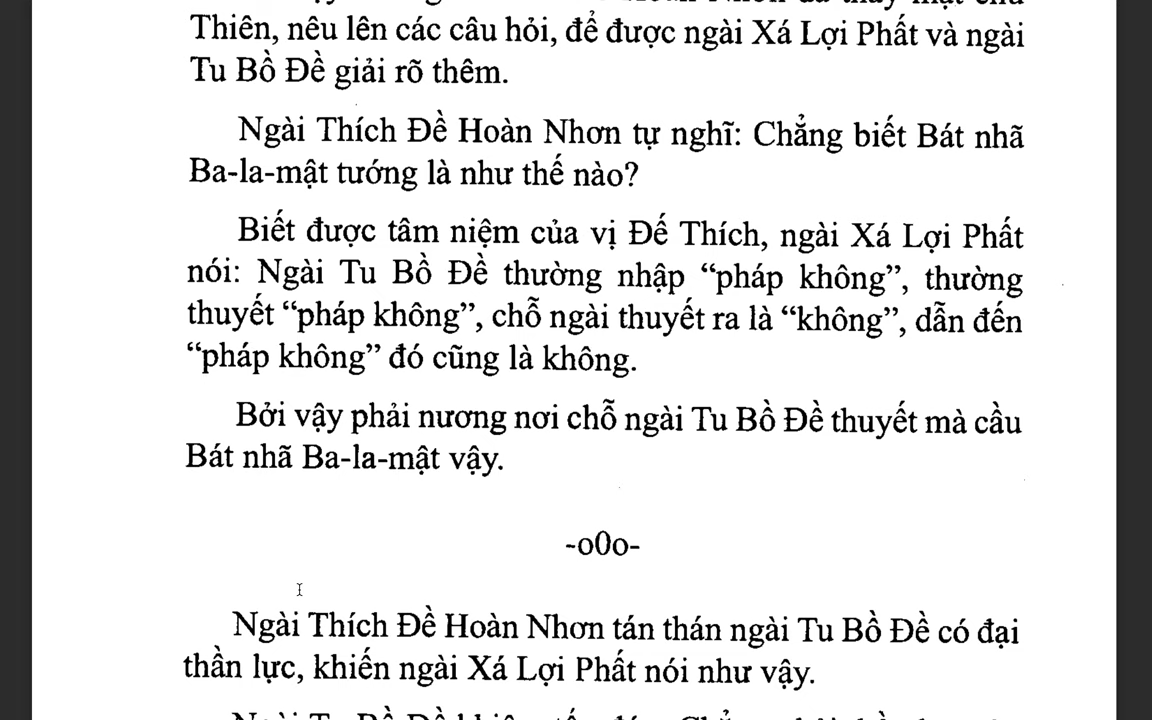 Thiên, nêu lên các câu hỏi, để được ngài Xá Lợi Phất và ngài
Tu Bồ Đề giải rõ thêm.
Ngài Thích Đề Hoàn Nhơn tự nghĩ: Chẳng biết Bát nhã
Ba-la-mật tướng là như thế nào?
Biết được tâm niệm của vị Đế Thích, ngài Xá Lợi Phất
nói: Ngài Tu Bồ Đề thường nhập “pháp không”, thường
thuyết “pháp không”, chỗ ngài thuyết ra là “không”, dẫn đến
“pháp không” đó cũng là không.
Bởi vậy phải nương nơi chỗ ngài Tu Bồ Đề thuyết mà cầu
Bát nhã Ba-la-mật vậy.
-o0o-
Ngài Thích Đề Hoàn Nhơn tán thán ngài Tu Bồ Đề có đại
thần lực, khiến ngài Xá Lợi Phất nói như vậy.